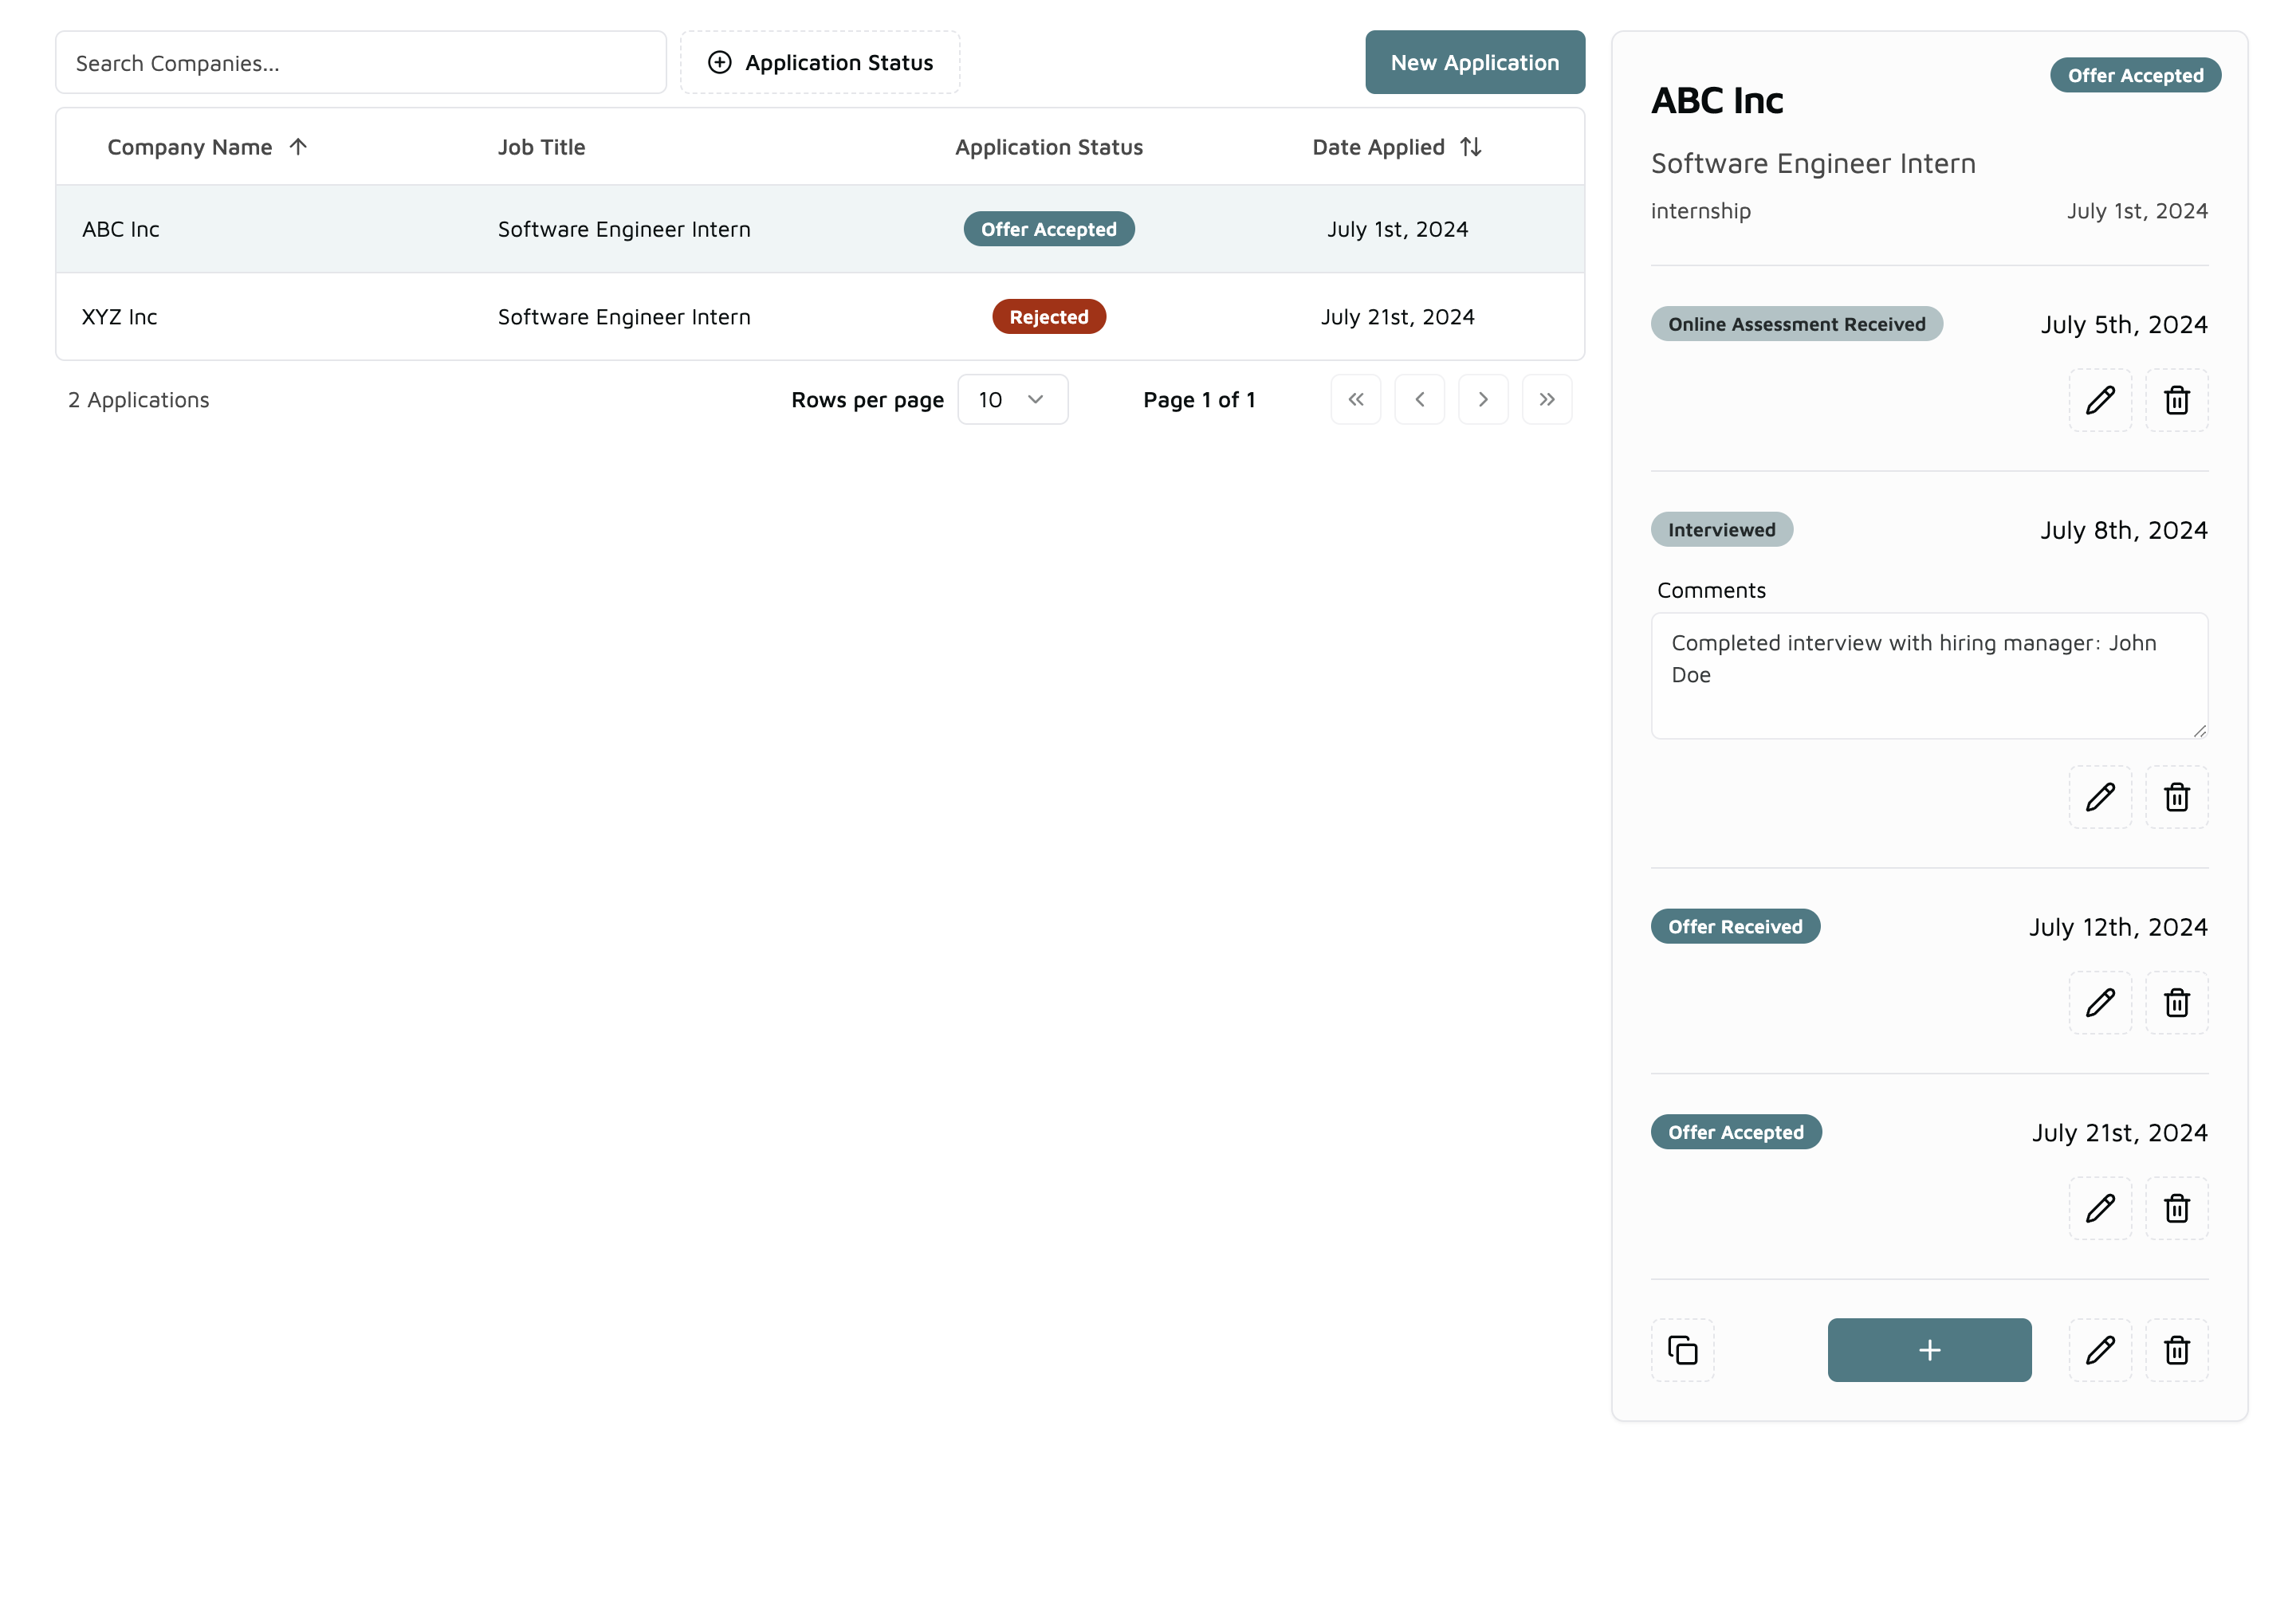 Search Companies...
Application Status
New Application
Company Name
Job Title
Application Status
Date Applied
ABC Inc
Software Engineer Intern
Offer Accepted
July 1st, 2024
XYZ Inc
Software Engineer Intern
Rejected
July 21st, 2024
2 Applications
Rows per page
10
Page 1 of 1
Offer Accepted
ABC Inc
Software Engineer Intern
internship
July 1st, 2024
Online Assessment Received
July 5th, 2024
Interviewed
July 8th, 2024
Comments
Completed interview with hiring manager: John
Doe
Offer Received
July 12th, 2024
Offer Accepted
July 21st, 2024